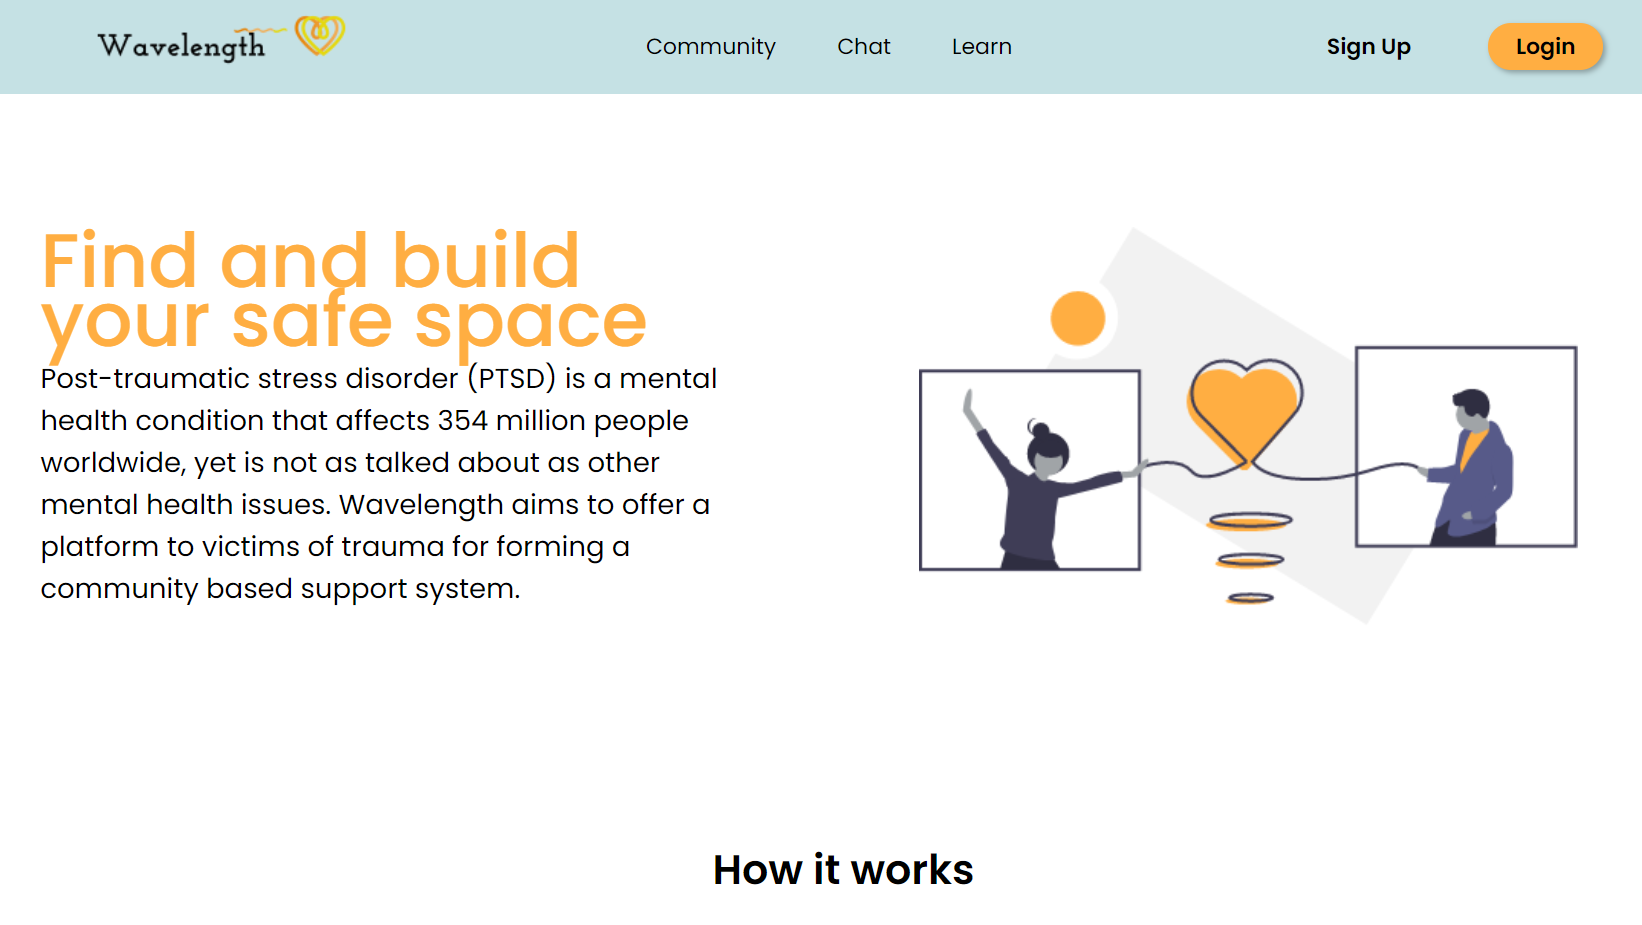 Wavelength
Community
Chat
Learn
Sign Up
Login
Find and build
your safe space
Post-traumatic stress disorder (PTSD) is a mental
health condition that affects 354 million people
worldwide, yet is not as talked about as other
mental health issues. Wavelength aims to offer a
platform to victims of trauma for forming a
community based support system.
How it works